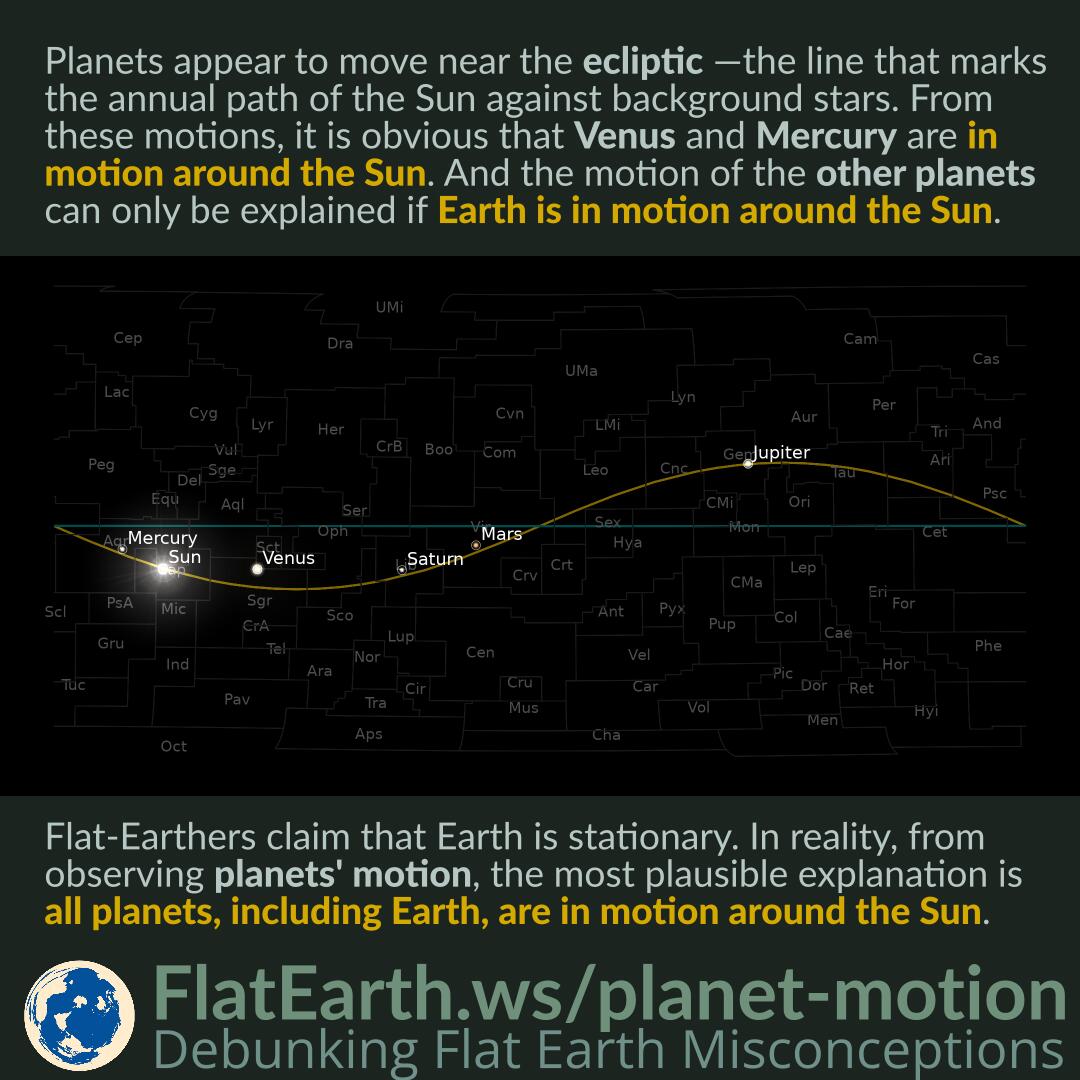 Planets appear to move near the ecliptic —the line that marks
the annual path of the Sun against background stars. From
these motions, it is obvious that Venus and Mercury are in
motion around the Sun. And the motion of the other planets
can only be explained if Earth is in motion around the Sun.
UMi
Cep
Dra
Cam
Cas
UMa
Lac
Lyn
Per
Cyg
Cvn
Aur
And
Lyr
Her
LMi
Tri
CrB
Boo
Com
Vul
Gem
Jupiter
Peg
Sge
Leo
Cnc
Tau
Ari
Del
Equ
Aql
Ser
CMi
Ori
Psc
Oph
Vir
Sex
Mon
Cet
Aqr
Mercury
Mars
Sct
Hya
Sun
Venus
Saturn
Lib
Crv
Crt
Lep
CMa
Eri
For
Scl
PsA
Mic
Sgr
Sco
Ant
Pyx
Col
CrA
Pup
Cae
Gru
Tel
Lup
Phe
Ind
Nor
Cen
Vel
Hor
Ara
Pic
Tuc
Cir
Cru
Car
Dor
Ret
Pav
Tra
Mus
Vol
Hyi
Men
Oct
Aps
Cha
Flat-Earthers claim that Earth is stationary. In reality, from
observing planets' motion, the most plausible explanation is
all planets, including Earth, are in motion around the Sun.
FlatEarth.ws/planet-motion
Debunking Flat Earth Misconceptions